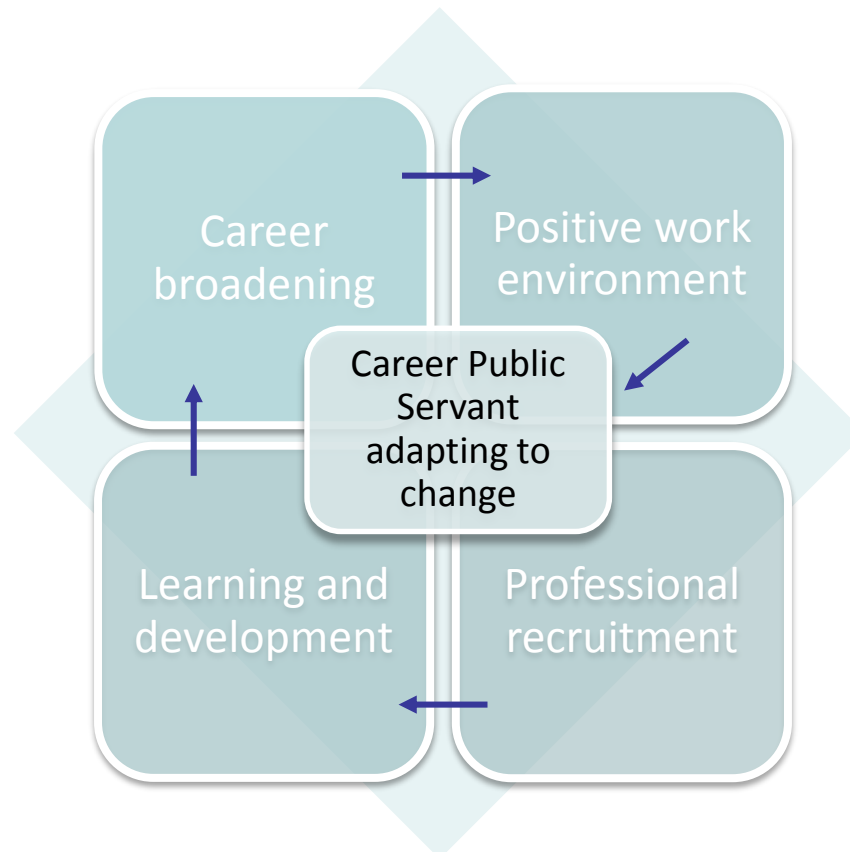 Career
broadening
Positive work
environment
Career Public
Servant
adapting to
change
Learning and
development
Professional
recruitment